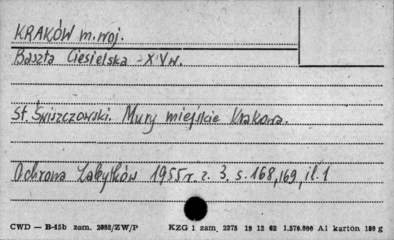 KRAKÓW m. woj.
Baszta Ciesielska XV w.
St. Świszczowski. Mury miejskie Krakowa.
Ochrona Zabytków 1955 r. z. 3. s. 168, 169, il. 1
CWD — B-15b zam. 2032/ZW/P KZG 1 zam. 2375 19 12 62 1.570.000 A1 karton 180 g